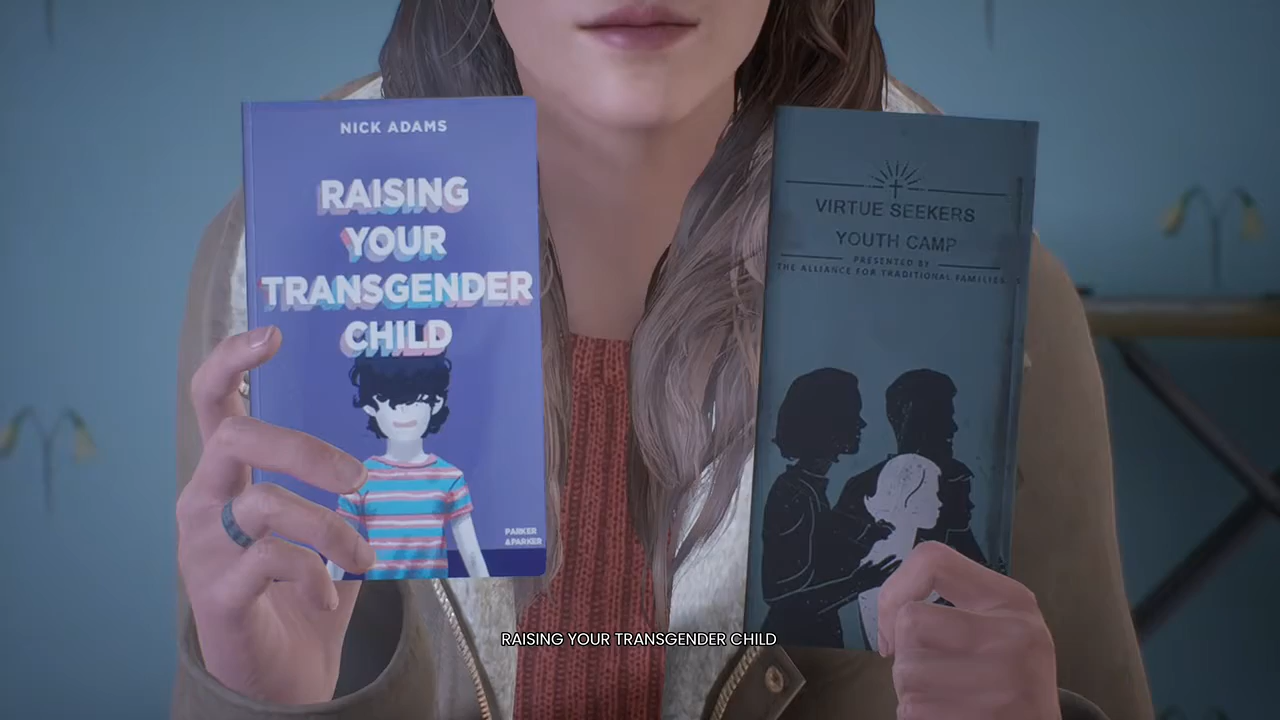 NICK ADAMS
RAISING
YOUR
TRANSGENDER
CHILD
PARKER
&PARKER
VIRTUE SEEKERS
YOUTH CAMP
PRESENTED BY
THE ALLIANCE FOR TRADITIONAL FAMILIES
RAISING YOUR TRANSGENDER CHILD